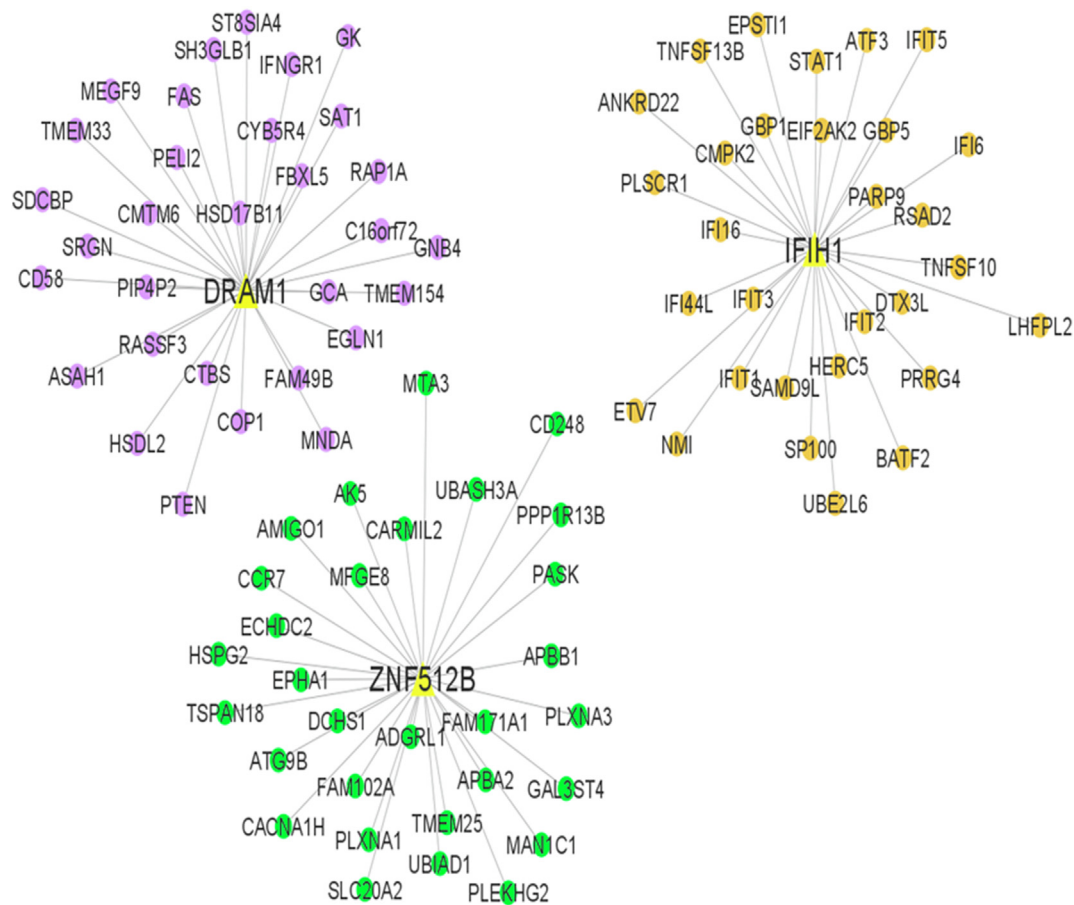 ST8SIA4
GK
SH3GLB1
IFNGR1
MEGF9
FAS
SAT1
TMEM33
CYB5R4
PELI2
FBXL5
RAP1A
SDCBP
CMTM6
HSD17B11
C16orf72
SRGN
GNB4
CD58
PIP4P2
DRAM1
GCA
TMEM154
RASSF3
EGLN1
ASAH1
CTBS
FAM49B
COP1
HSDL2
MNDA
PTEN
EPSTI1
ATF3
IFIT5
TNFSF13B
STAT1
ANKRD22
GBP1
EIF2AK2
GBP5
CMPK2
IFI6
PLSCR1
PARP9
RSAD2
IFI16
IFIH1
TNFSF10
IFI44L
IFIT3
DTX3L
IFIT2
LHFPL2
HERC5
IFIT1
SAMD9L
PRRG4
ETV7
NMI
SP100
BATF2
UBE2L6
MTA3
CD248
AK5
UBASH3A
AMIGO1
CARMIL2
PPP1R13B
CCR7
MFGE8
PASK
ECHDC2
HSPG2
APBB1
EPHA1
ZNF512B
TSPAN18
DCHS1
FAM171A1
PLXNA3
ADGRL1
ATG9B
FAM102A
APBA2
GAL3ST4
CACNA1H
PLXNA1
TMEM25
MAN1C1
UBIAD1
SLC20A2
PLEKHG2